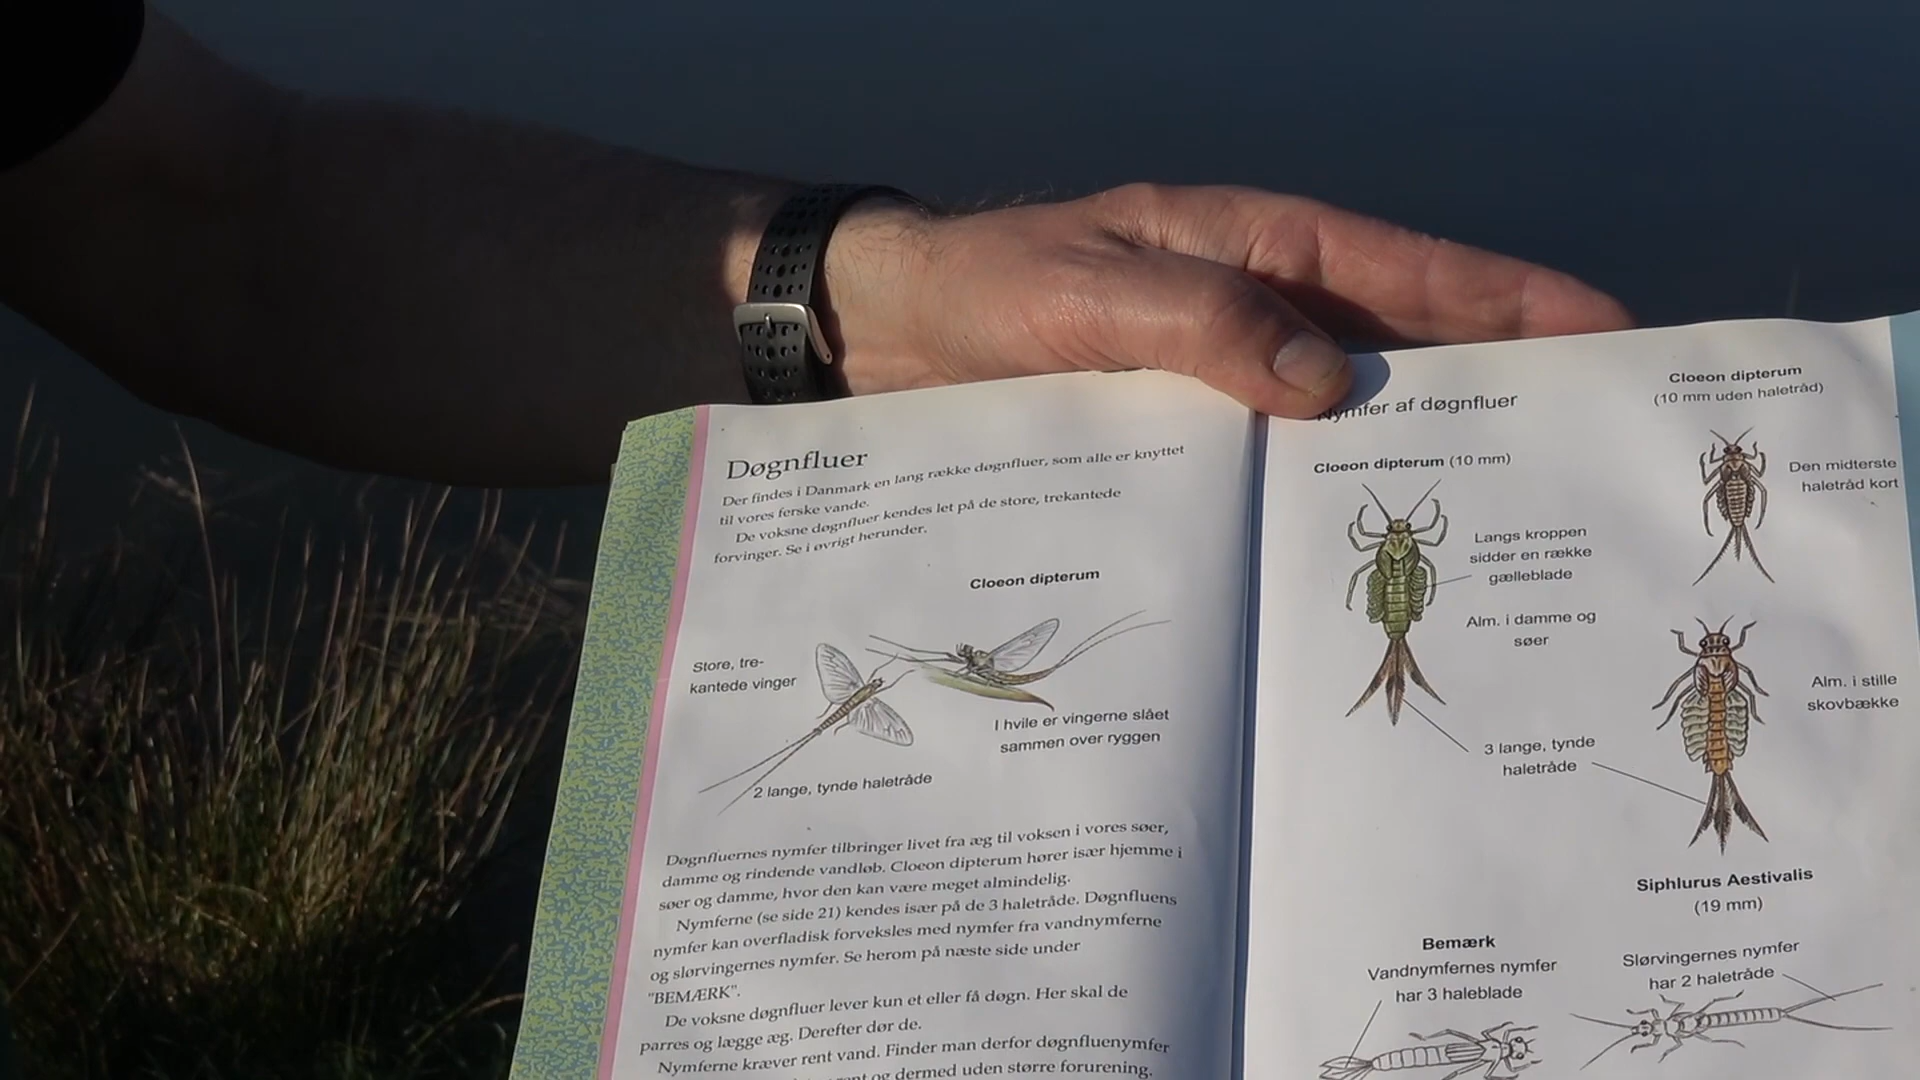 Døgnfluer
Der findes i Danmark en lang række døgnfluer, som alle er knyttet
til vores ferske vande.
De voksne døgnfluer kendes let på de store, trekantede
forvinger. Se i øvrigt herunder.
Cloeon dipterum
Store, tre-
kantede vinger
I hvile er vingerne slået
sammen over ryggen
2 lange, tynde haletråde
Døgnfluernes nymfer tilbringer livet fra æg til voksen i vores søer,
damme og rindende vandløb. Cloeon dipterum hører især hjemme i
søer og damme, hvor den kan være meget almindelig.
Nymferne (se side 21) kendes især på de 3 haletråde. Døgnfluens
nymfer kan overfladisk forveksles med nymfer fra vandnymferne
og slørvingernes nymfer. Se herom på næste side under
"BEMÆRK".
De voksne døgnfluer lever kun et eller få døgn. Her skal de
parres og lægge æg. Derefter dør de.
Nymferne kræver rent vand. Finder man derfor døgnfluenymfer
og dermed uden større forurening.
Nymfer af døgnfluer
Cloeon dipterum (10 mm)
Langs kroppen
sidder en række
gælleblade
Alm. i damme og
søer
3 lange, tynde
haletråde
Cloeon dipterum
(10 mm uden haletråd)
Den midterste
haletråd kort
Alm. i stille
skovbække
Siphlurus Aestivalis
(19 mm)
Bemærk
Vandnymfernes nymfer
har 3 haleblade
Slørvingernes nymfer
har 2 haletråde